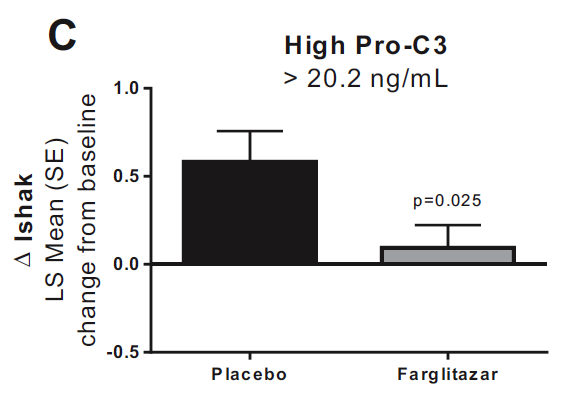 C
High Pro-C3
> 20.2 ng/mL
Δ Ishak
LS Mean (SE)
change from baseline
1.0
0.5
0.0
-0.5
p=0.025
Placebo
Farglitazar